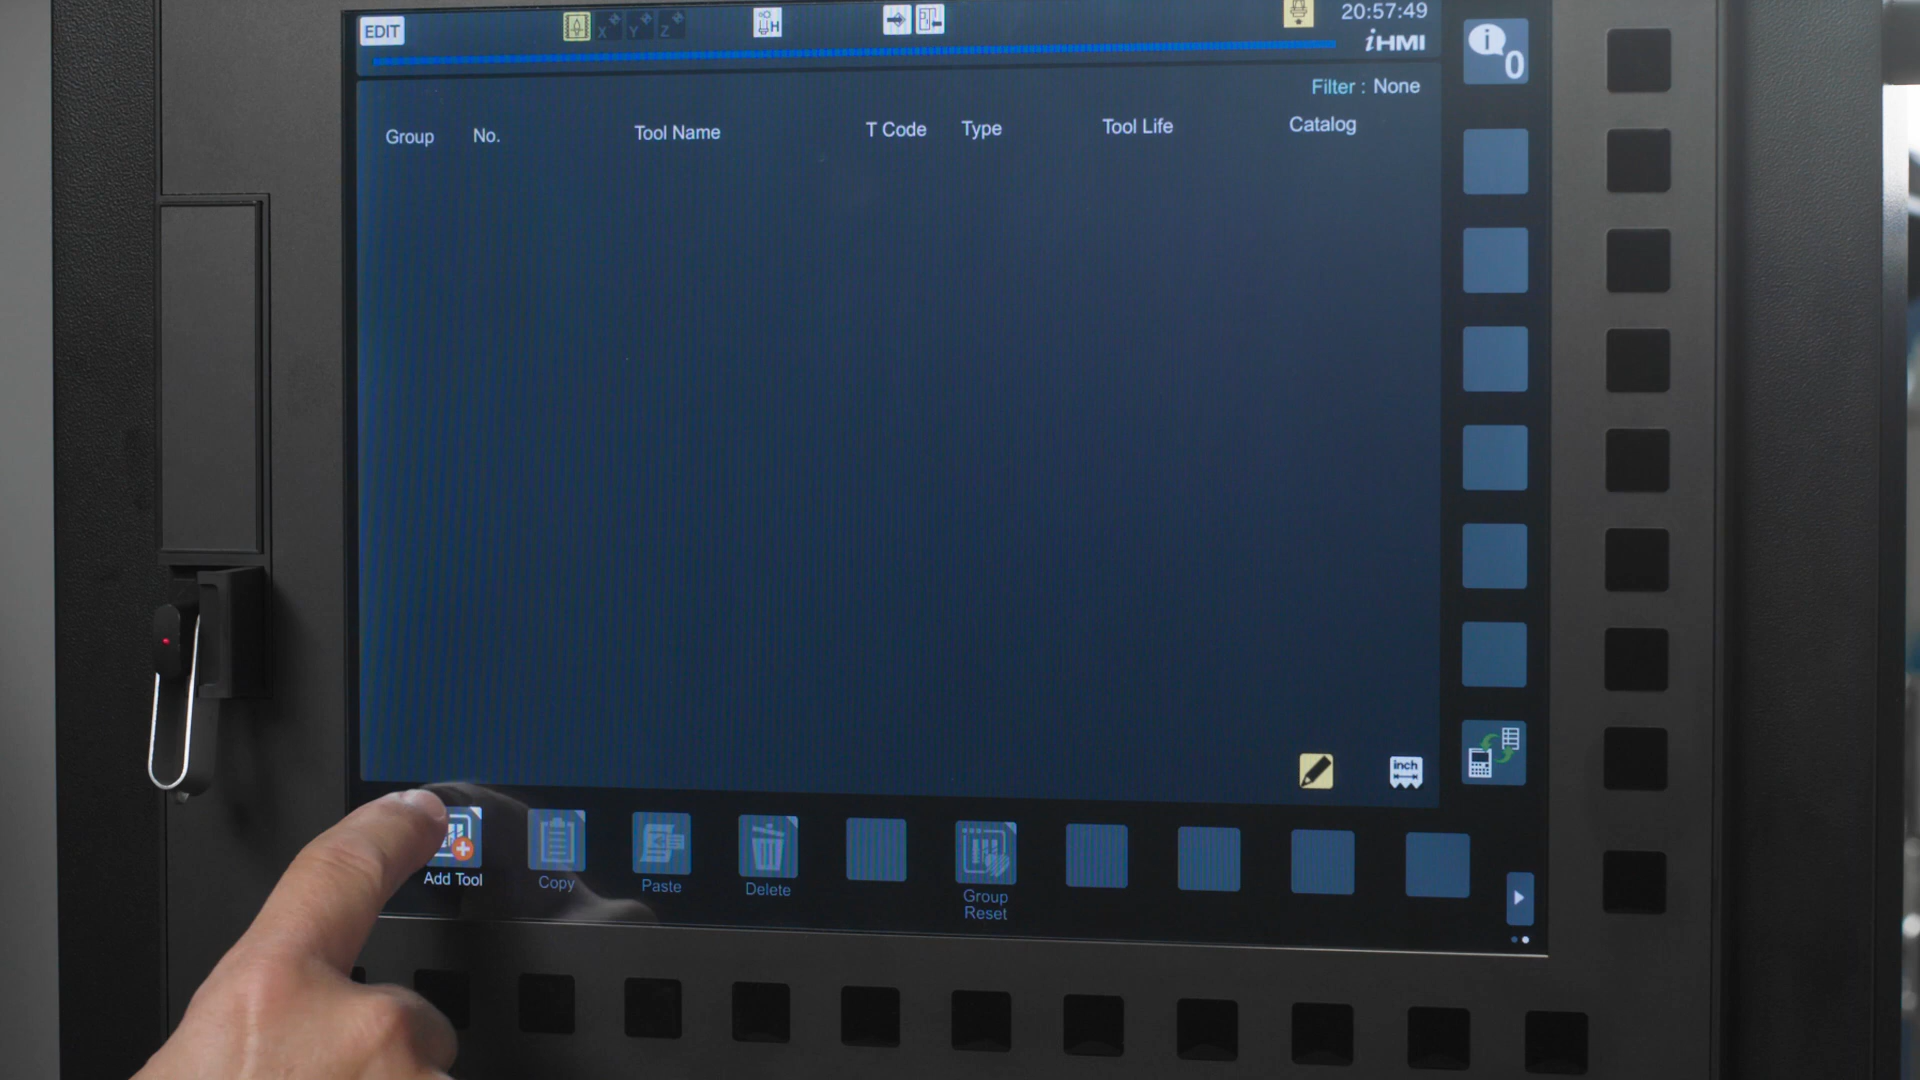 EDIT
X Y Z
H
20:57:49
iHMI
i 0
Filter : None
Group No. Tool Name T Code Type Tool Life Catalog
inch
Add Tool Copy Paste Delete Group Reset